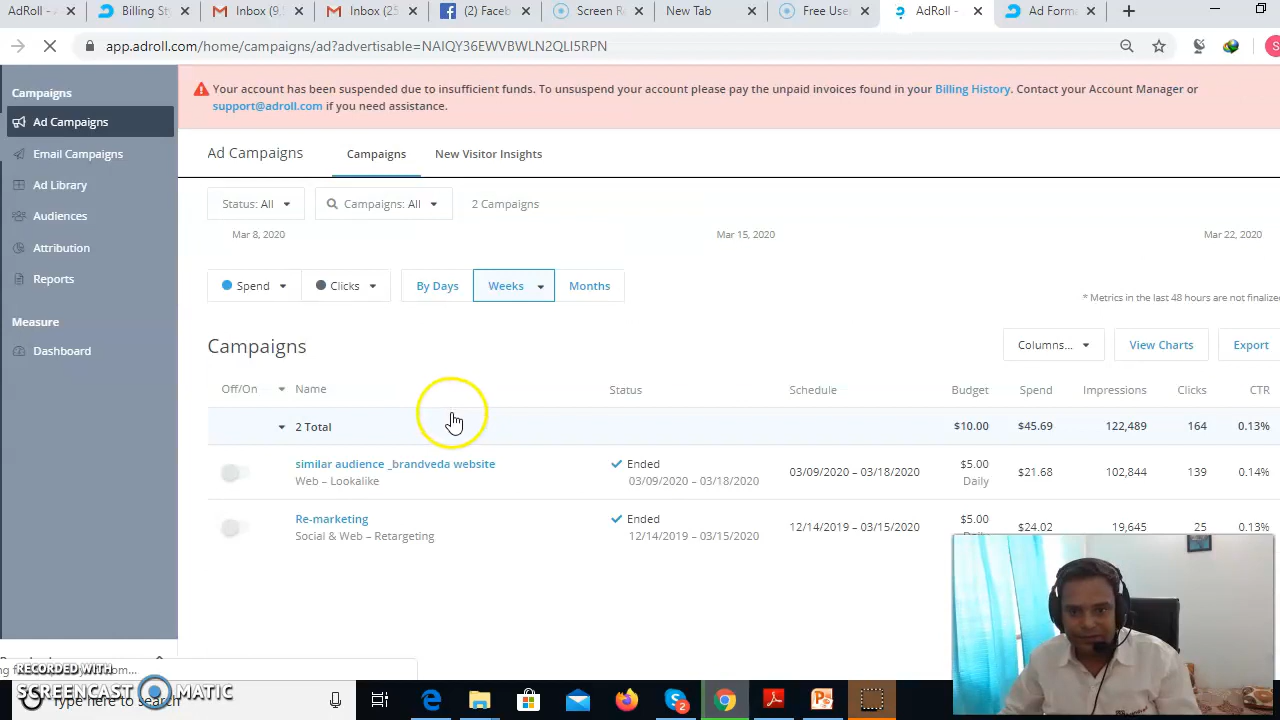 AdRoll - A
Billing Sty
Inbox (9.
Inbox (25
(2) Faceb
Screen Re
New Tab
Free User
AdRoll -
Ad Forma
app.adroll.com/home/campaigns/ad?advertisable=NAIQY36EWVBWLN2QLI5RPN
S
Your account has been suspended due to insufficient funds. To unsuspend your account please pay the unpaid invoices found in your Billing History. Contact your Account Manager or
support@adroll.com if you need assistance.
Campaigns
Ad Campaigns
Email Campaigns
Ad Library
Audiences
Attribution
Reports
Measure
Dashboard
Ad Campaigns
Campaigns
New Visitor Insights
Status: All
Campaigns: All
2 Campaigns
Mar 8, 2020
Mar 15, 2020
Mar 22, 2020
Spend
Clicks
By Days
Weeks
Months
* Metrics in the last 48 hours are not finalize
Campaigns
Columns...
View Charts
Export
Off/On Name Status Schedule Budget Spend Impressions Clicks CTR
2 Total $10.00 $45.69 122,489 164 0.13%
similar audience _brandveda website Ended 03/09/2020 – 03/18/2020 $5.00 $21.68 102,844 139 0.14%
Web – Lookalike 03/09/2020 – 03/18/2020 Daily
Re-marketing Ended 12/14/2019 – 03/15/2020 $5.00 $24.02 19,645 25 0.13%
Social & Web – Retargeting 12/14/2019 – 03/15/2020
RECORDED WITH
SCREENCAST MATIC
Type here to search